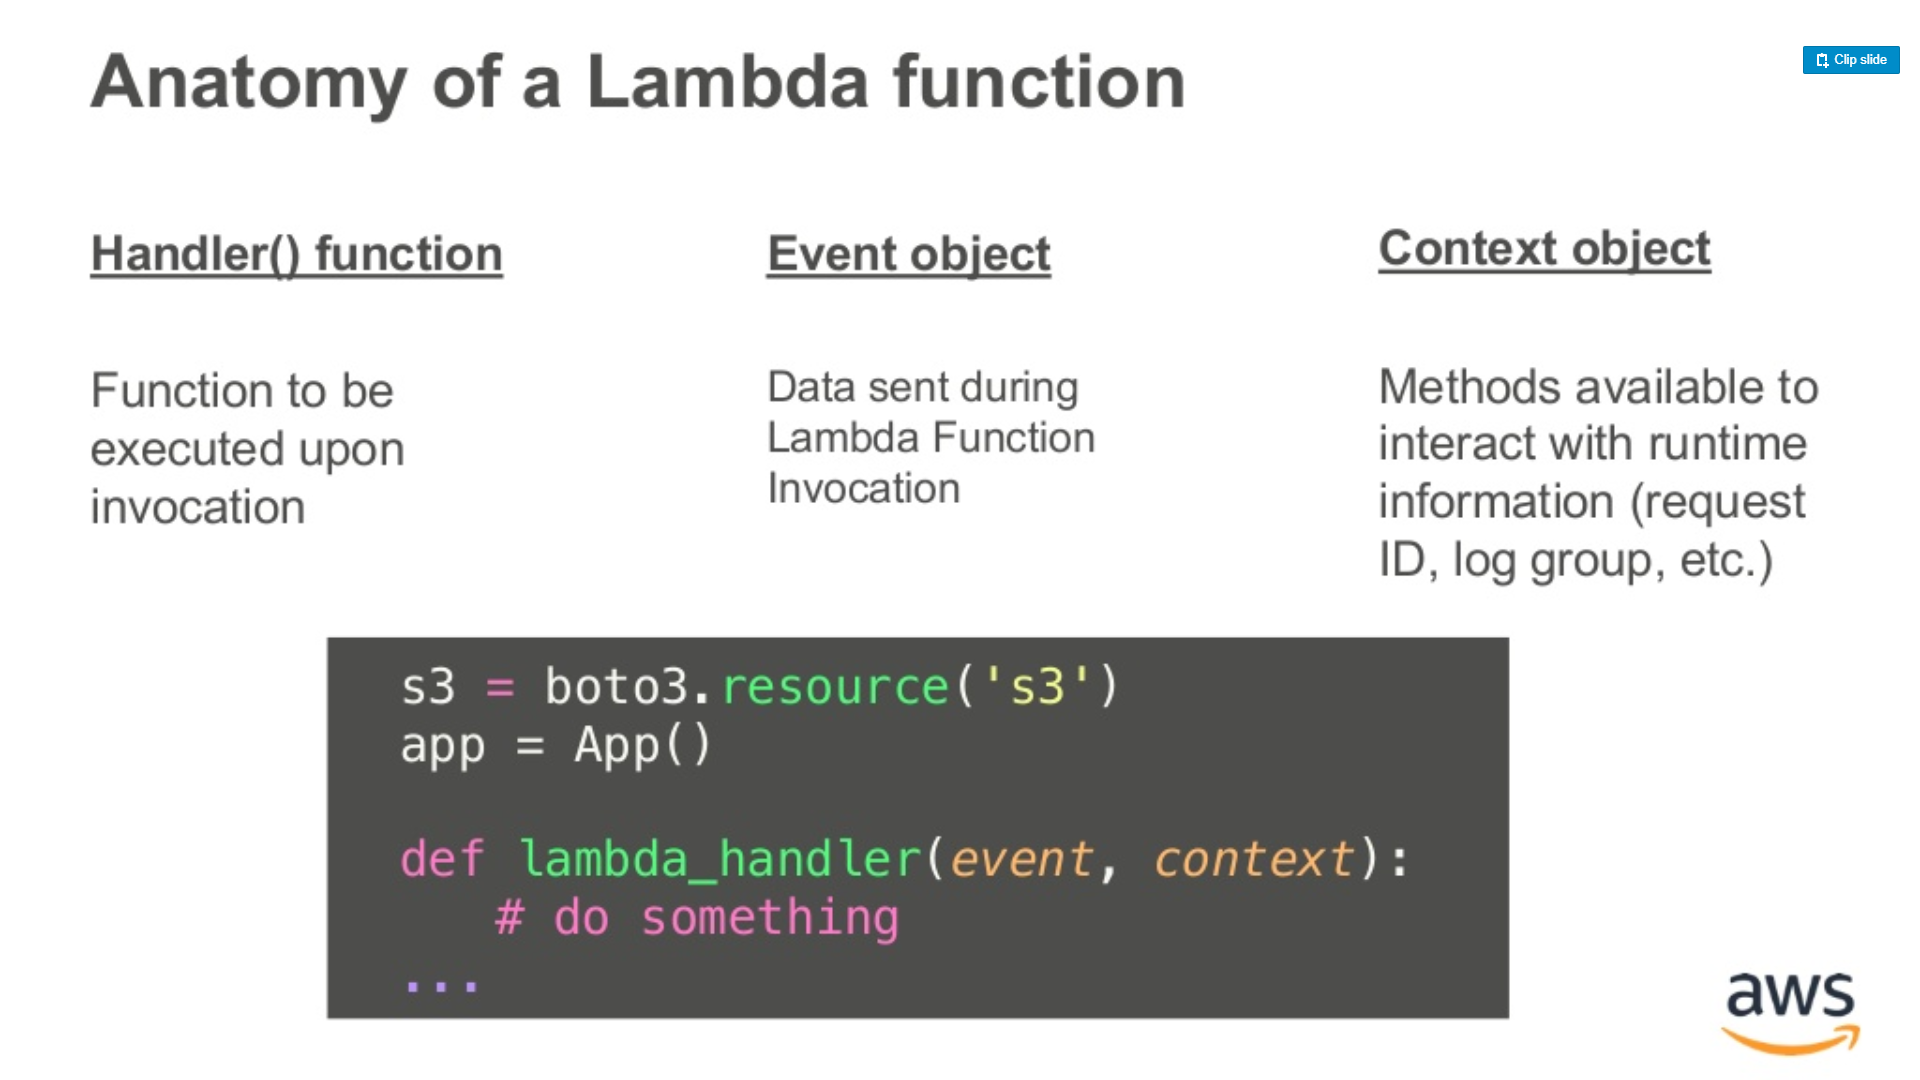 Anatomy of a Lambda function
Clip slide
Handler() function
Function to be
executed upon
invocation
Event object
Data sent during
Lambda Function
Invocation
Context object
Methods available to
interact with runtime
information (request
ID, log group, etc.)
s3 = boto3.resource('s3')
app = App()
def lambda_handler(event, context):
# do something
...
aws